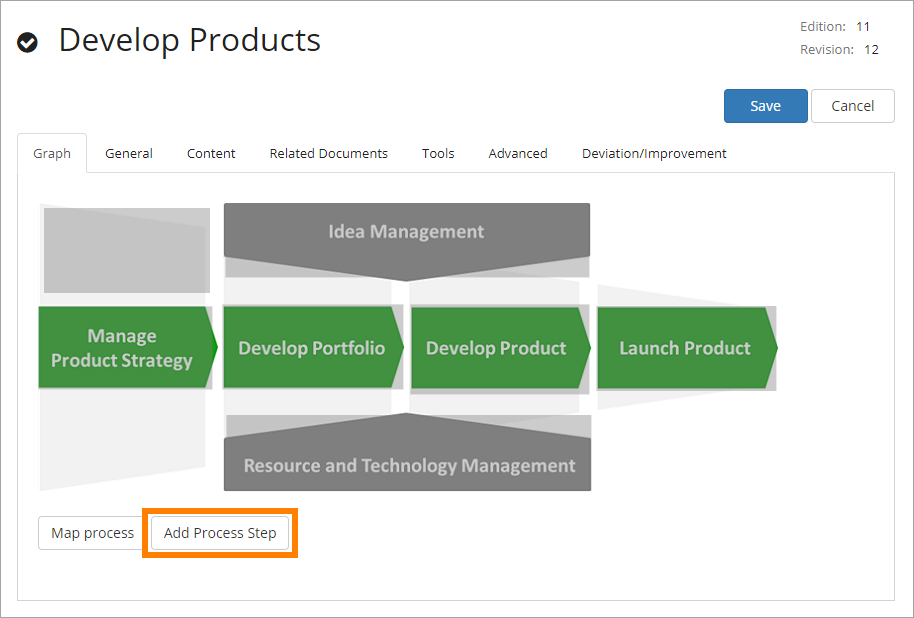 Develop Products
Edition: 11
Revision: 12
Save
Cancel
Graph
General
Content
Related Documents
Tools
Advanced
Deviation/Improvement
Idea Management
Manage
Product Strategy
Develop Portfolio
Develop Product
Launch Product
Resource and Technology Management
Map process
Add Process Step